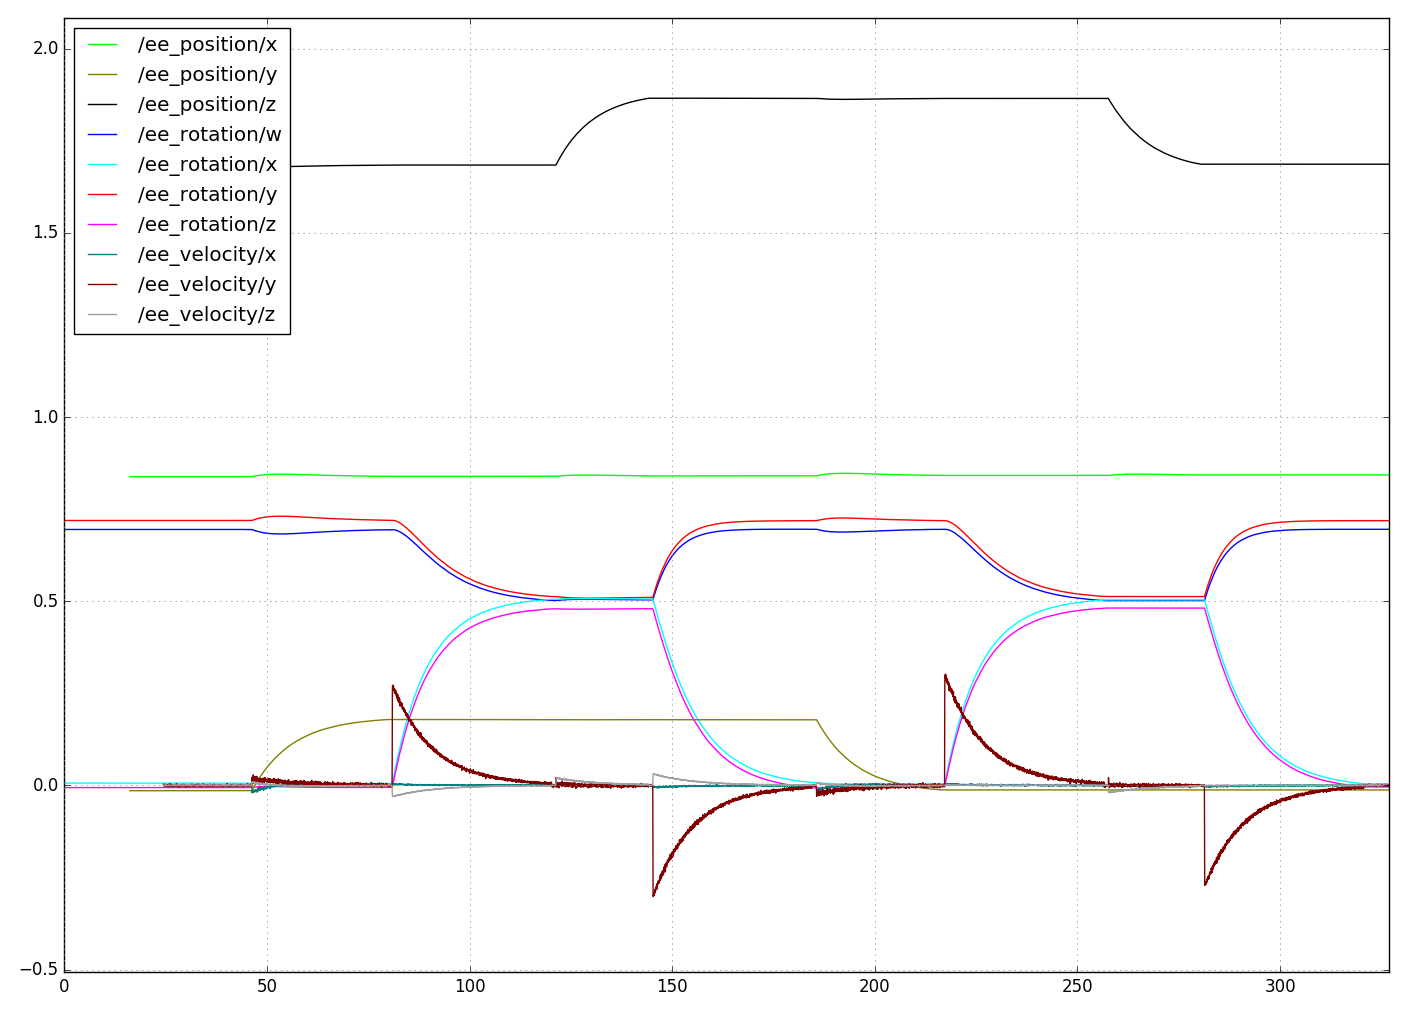 2.0
1.5
1.0
0.5
0.0
−0.5
/ee_position/x
/ee_position/y
/ee_position/z
/ee_rotation/w
/ee_rotation/x
/ee_rotation/y
/ee_rotation/z
/ee_velocity/x
/ee_velocity/y
/ee_velocity/z
0 50 100 150 200 250 300